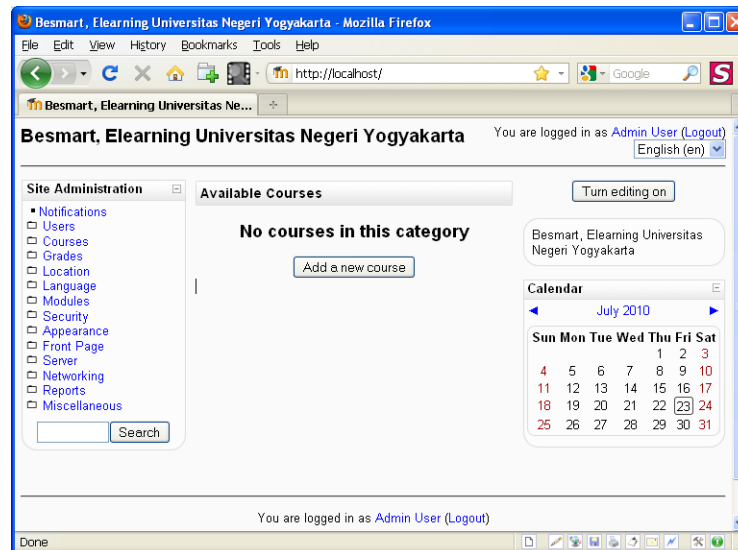 Besmart, Elearning Universitas Negeri Yogyakarta - Mozilla Firefox
File Edit View History Bookmarks Tools Help
http://localhost/
Google
S
Besmart, Elearning Universitas Ne...
Besmart, Elearning Universitas Negeri Yogyakarta
You are logged in as Admin User (Logout)
English (en)
Site Administration
Notifications
Users
Courses
Grades
Location
Language
Modules
Security
Appearance
Front Page
Server
Networking
Reports
Miscellaneous
Search
Available Courses
No courses in this category
Add a new course
Turn editing on
Besmart, Elearning Universitas
Negeri Yogyakarta
Calendar
July 2010
Sun Mon Tue Wed Thu Fri Sat
1 2 3
4 5 6 7 8 9 10
11 12 13 14 15 16 17
18 19 20 21 22 23 24
25 26 27 28 29 30 31
You are logged in as Admin User (Logout)
Done